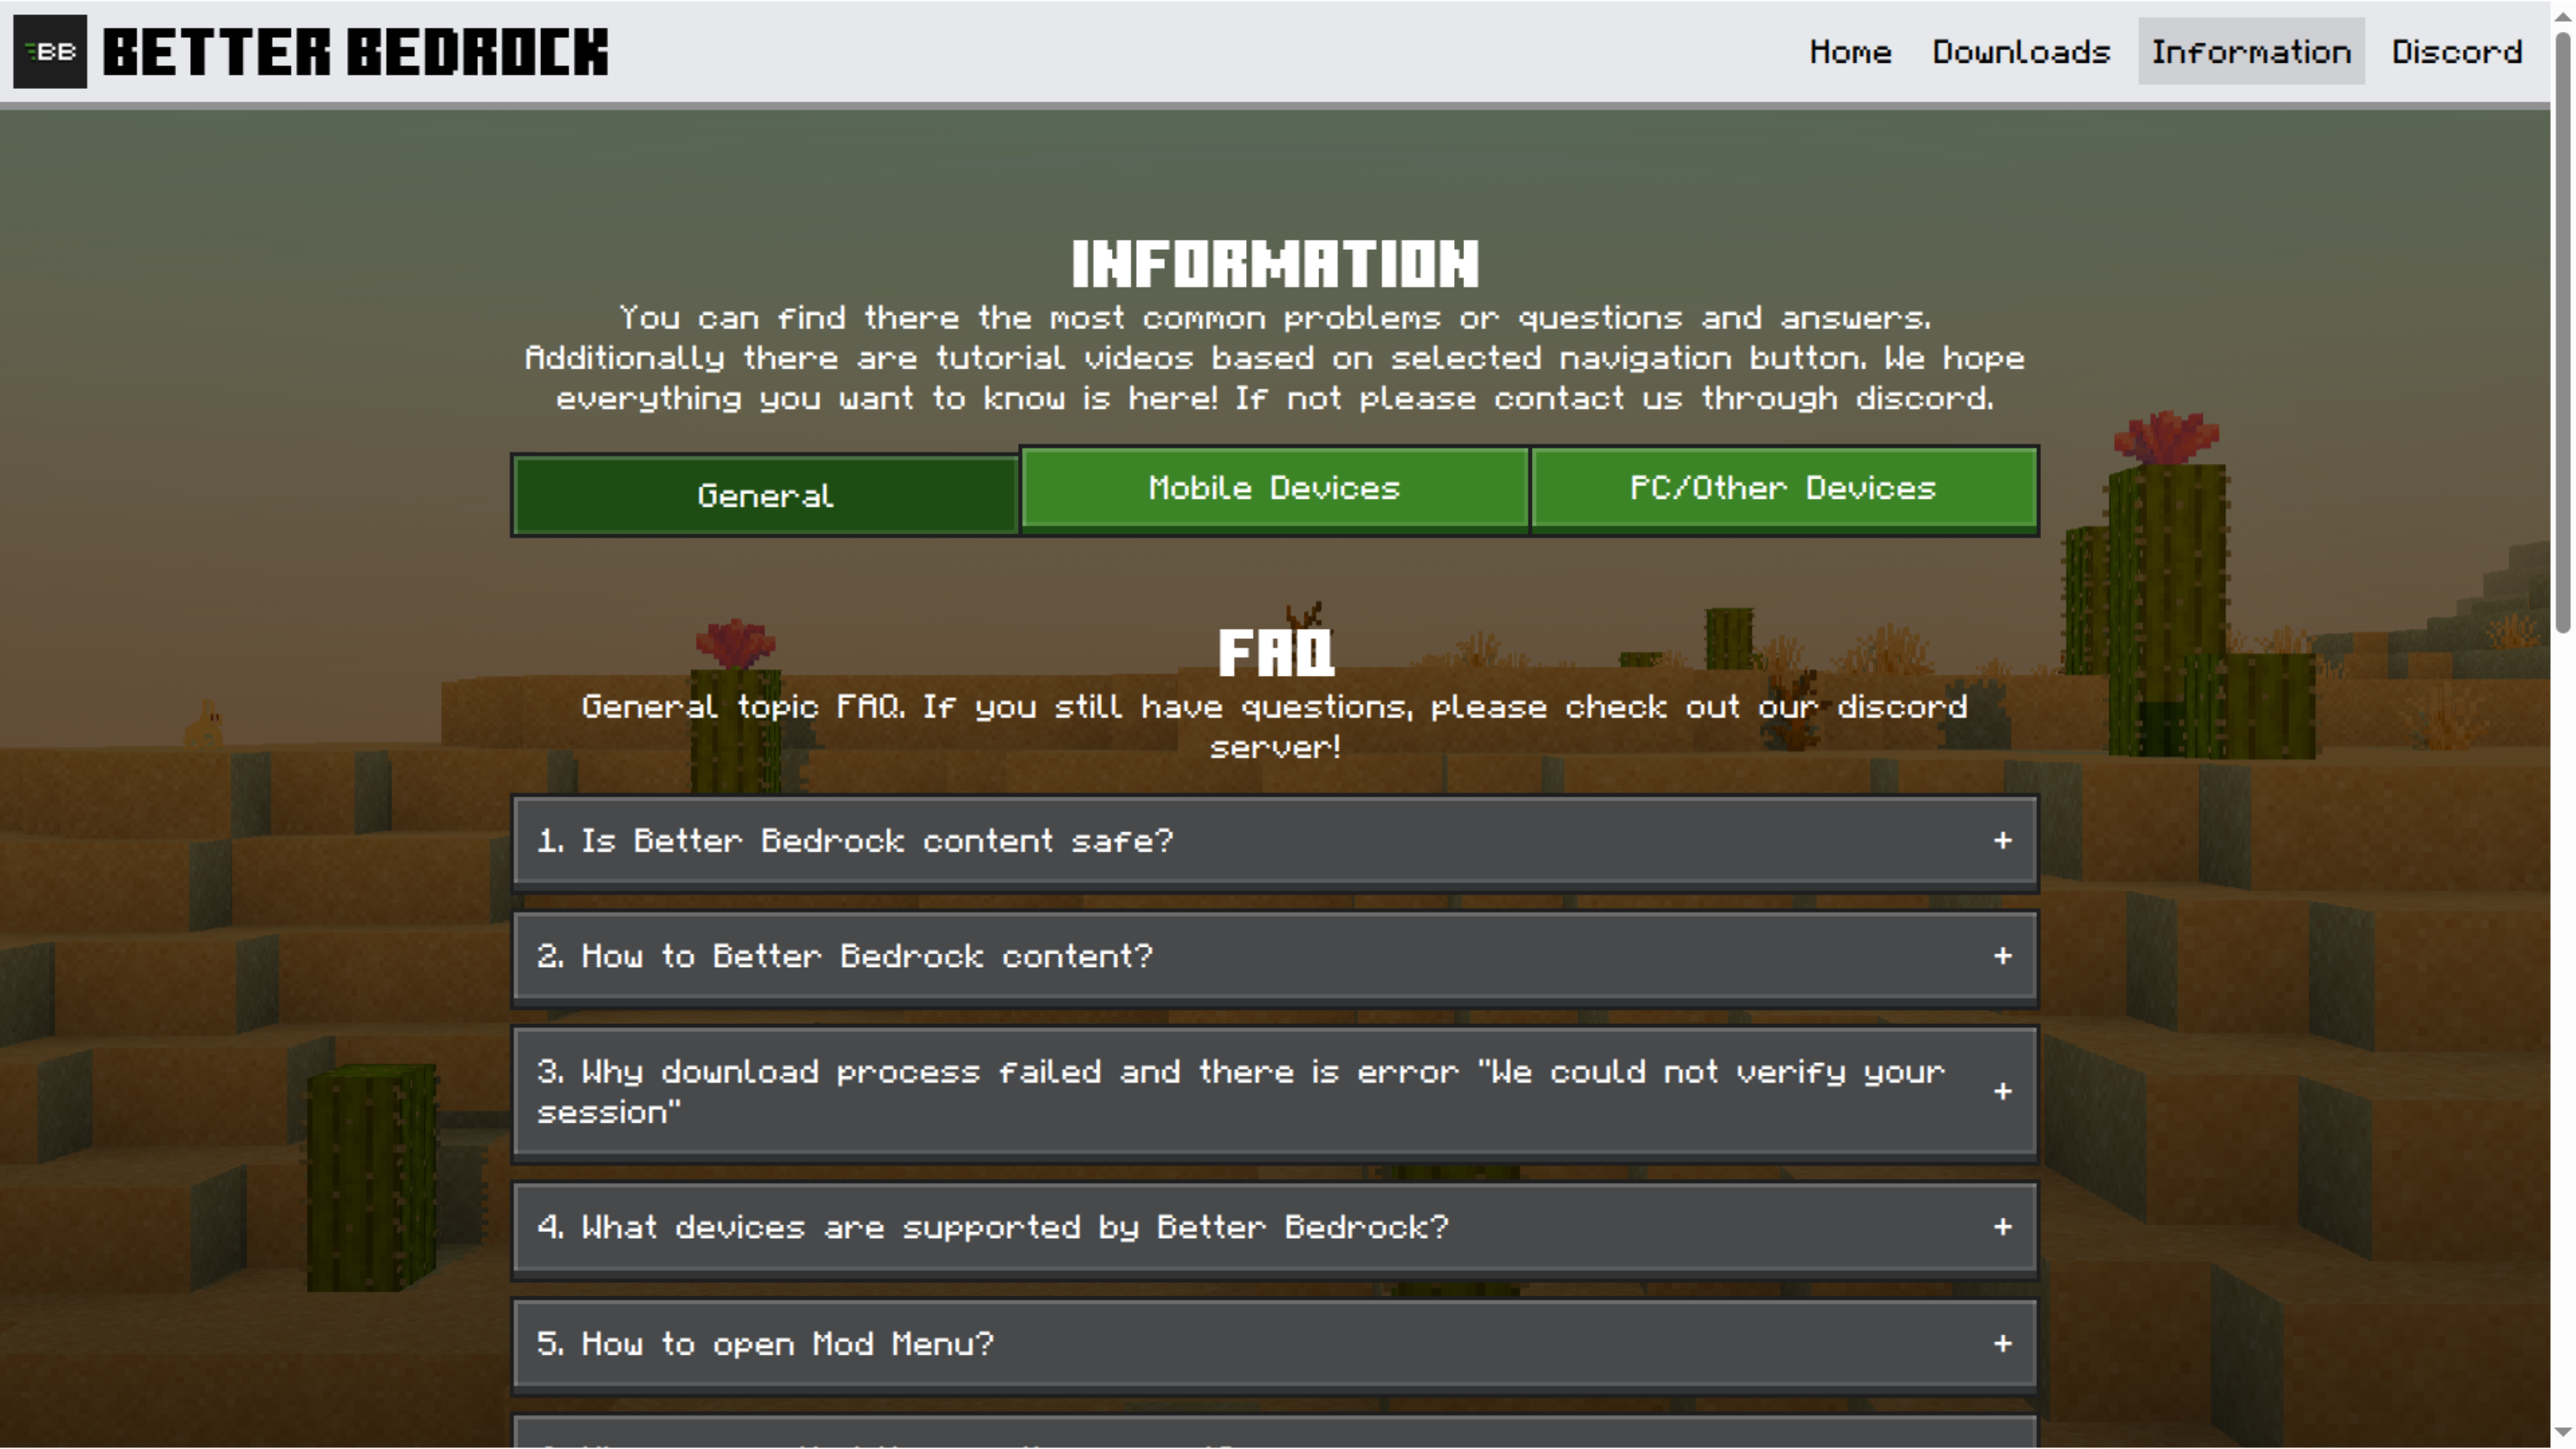 BB BETTER BEDROCK
Home Downloads Information Discord
INFORMATION
You can find there the most common problems or questions and answers.
Additionally there are tutorial videos based on selected navigation button. We hope
everything you want to know is here! If not please contact us through discord.
General Mobile Devices PC/Other Devices
FAQ
General topic FAQ. If you still have questions, please check out our discord
server!
1. Is Better Bedrock content safe? +
2. How to Better Bedrock content? +
3. Why download process failed and there is error "We could not verify your
session" +
4. What devices are supported by Better Bedrock? +
5. How to open Mod Menu? +